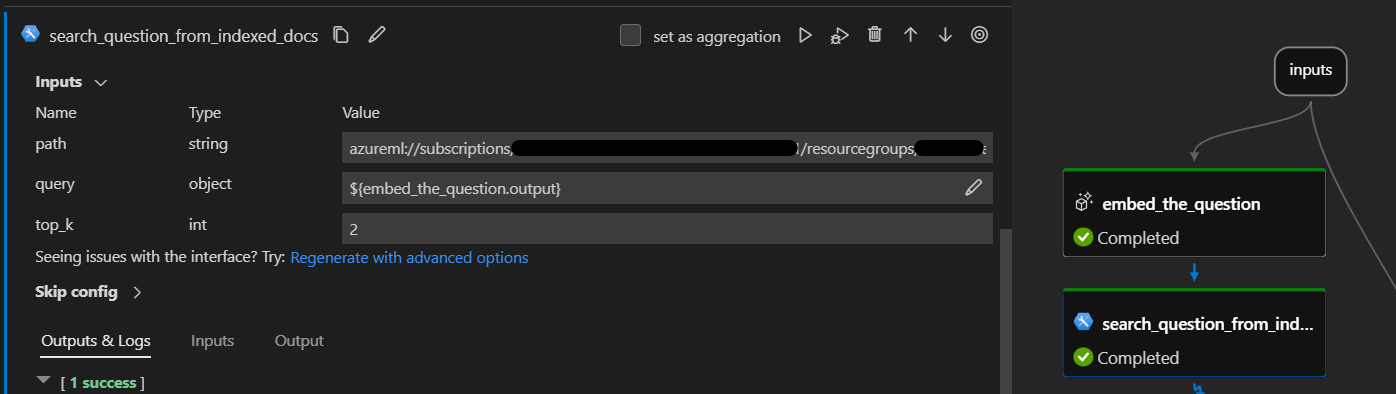 search_question_from_indexed_docs
set as aggregation
inputs
Inputs
Name Type Value
path string azureml://subscriptions /resourcegroups
query object ${embed_the_question.output}
top_k int 2
Seeing issues with the interface? Try: Regenerate with advanced options
Skip config
Outputs & Logs Inputs Output
[ 1 success ]
embed_the_question
Completed
search_question_from_ind...
Completed